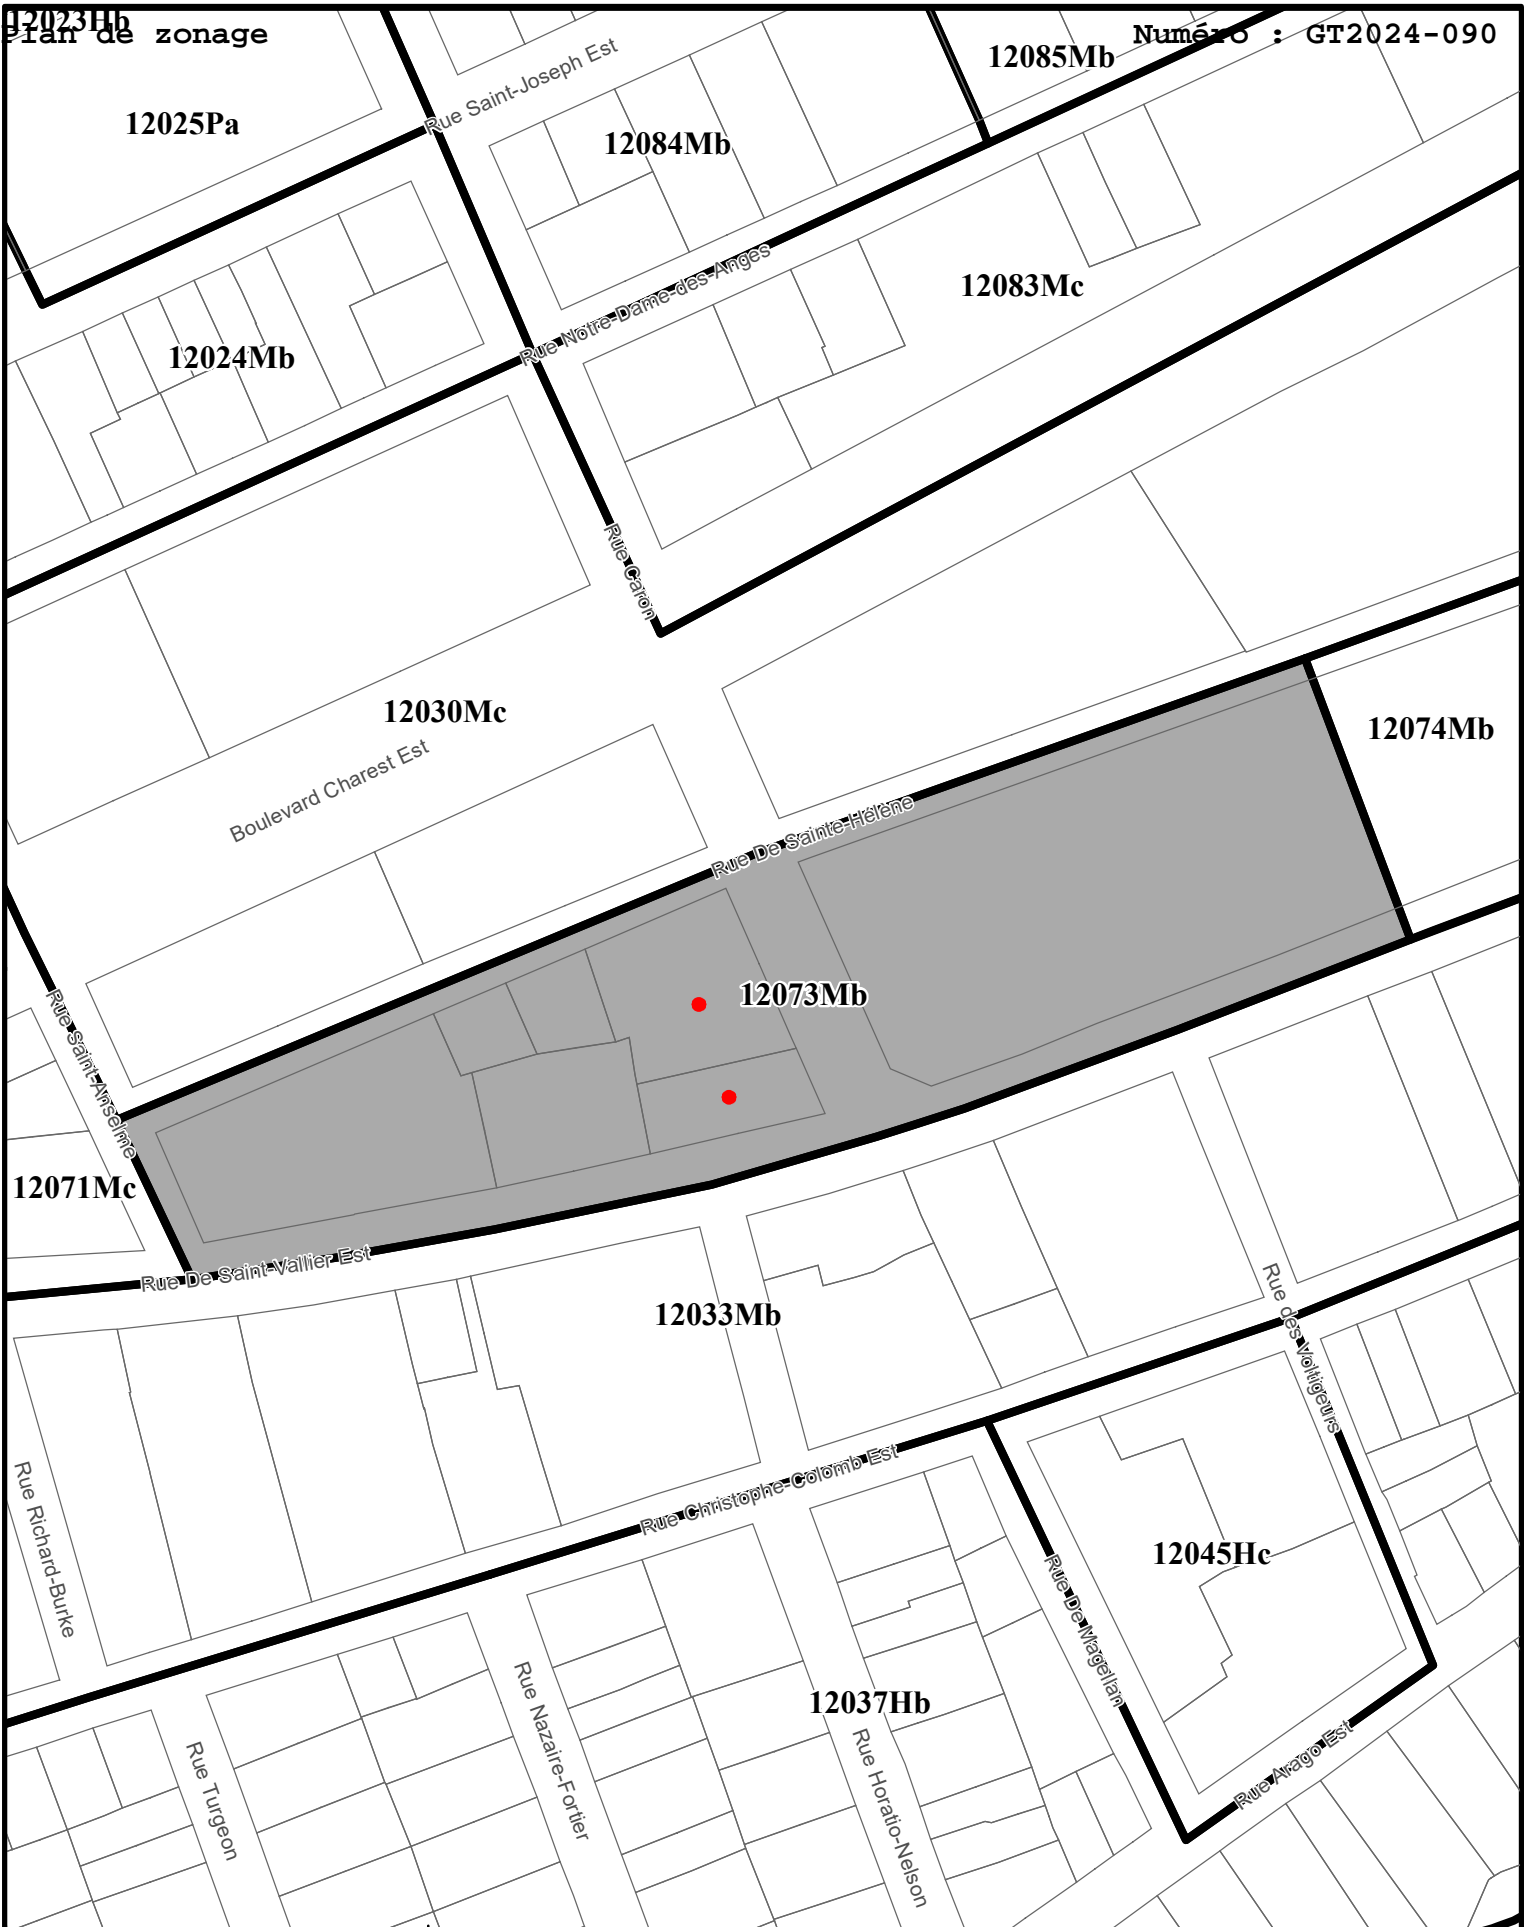 12023Hb
Plan de zonage
Numéro : GT2024-090
12085Mb
Rue Saint-Joseph Est
12025Pa
12084Mb
Rue Notre-Dame-des-Anges
12083Mc
12024Mb
Rue Caron
12030Mc
12074Mb
Boulevard Charest Est
Rue De Sainte-Hélène
12073Mb
Rue Saint-Anselme
12071Mc
Rue De Saint-Vallier Est
12033Mb
Rue des Voltigeurs
Rue Christophe-Colomb Est
Rue Richard-Burke
12045Hc
Rue De Magellan
12037Hb
Rue Nazaire-Fortier
Rue Turgeon
Rue Horatio-Nelson
Rue Arago Est